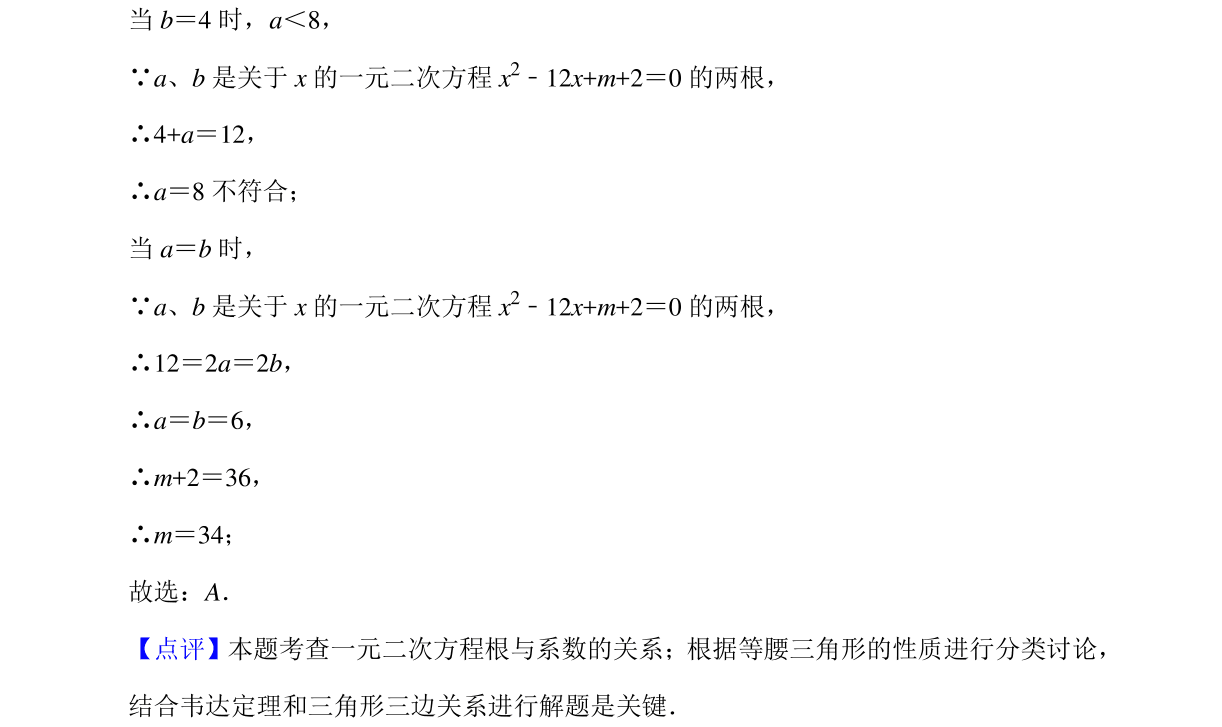 当 b＝4 时，a＜8，
∵a、b 是关于 x 的一元二次方程 x²﹣12x+m+2＝0 的两根，
∴4+a＝12，
∴a＝8 不符合；
当 a＝b 时，
∵a、b 是关于 x 的一元二次方程 x²﹣12x+m+2＝0 的两根，
∴12＝2a＝2b，
∴a＝b＝6，
∴m+2＝36，
∴m＝34；
故选：A．
【点评】本题考查一元二次方程根与系数的关系；根据等腰三角形的性质进行分类讨论，
结合韦达定理和三角形三边关系进行解题是关键．